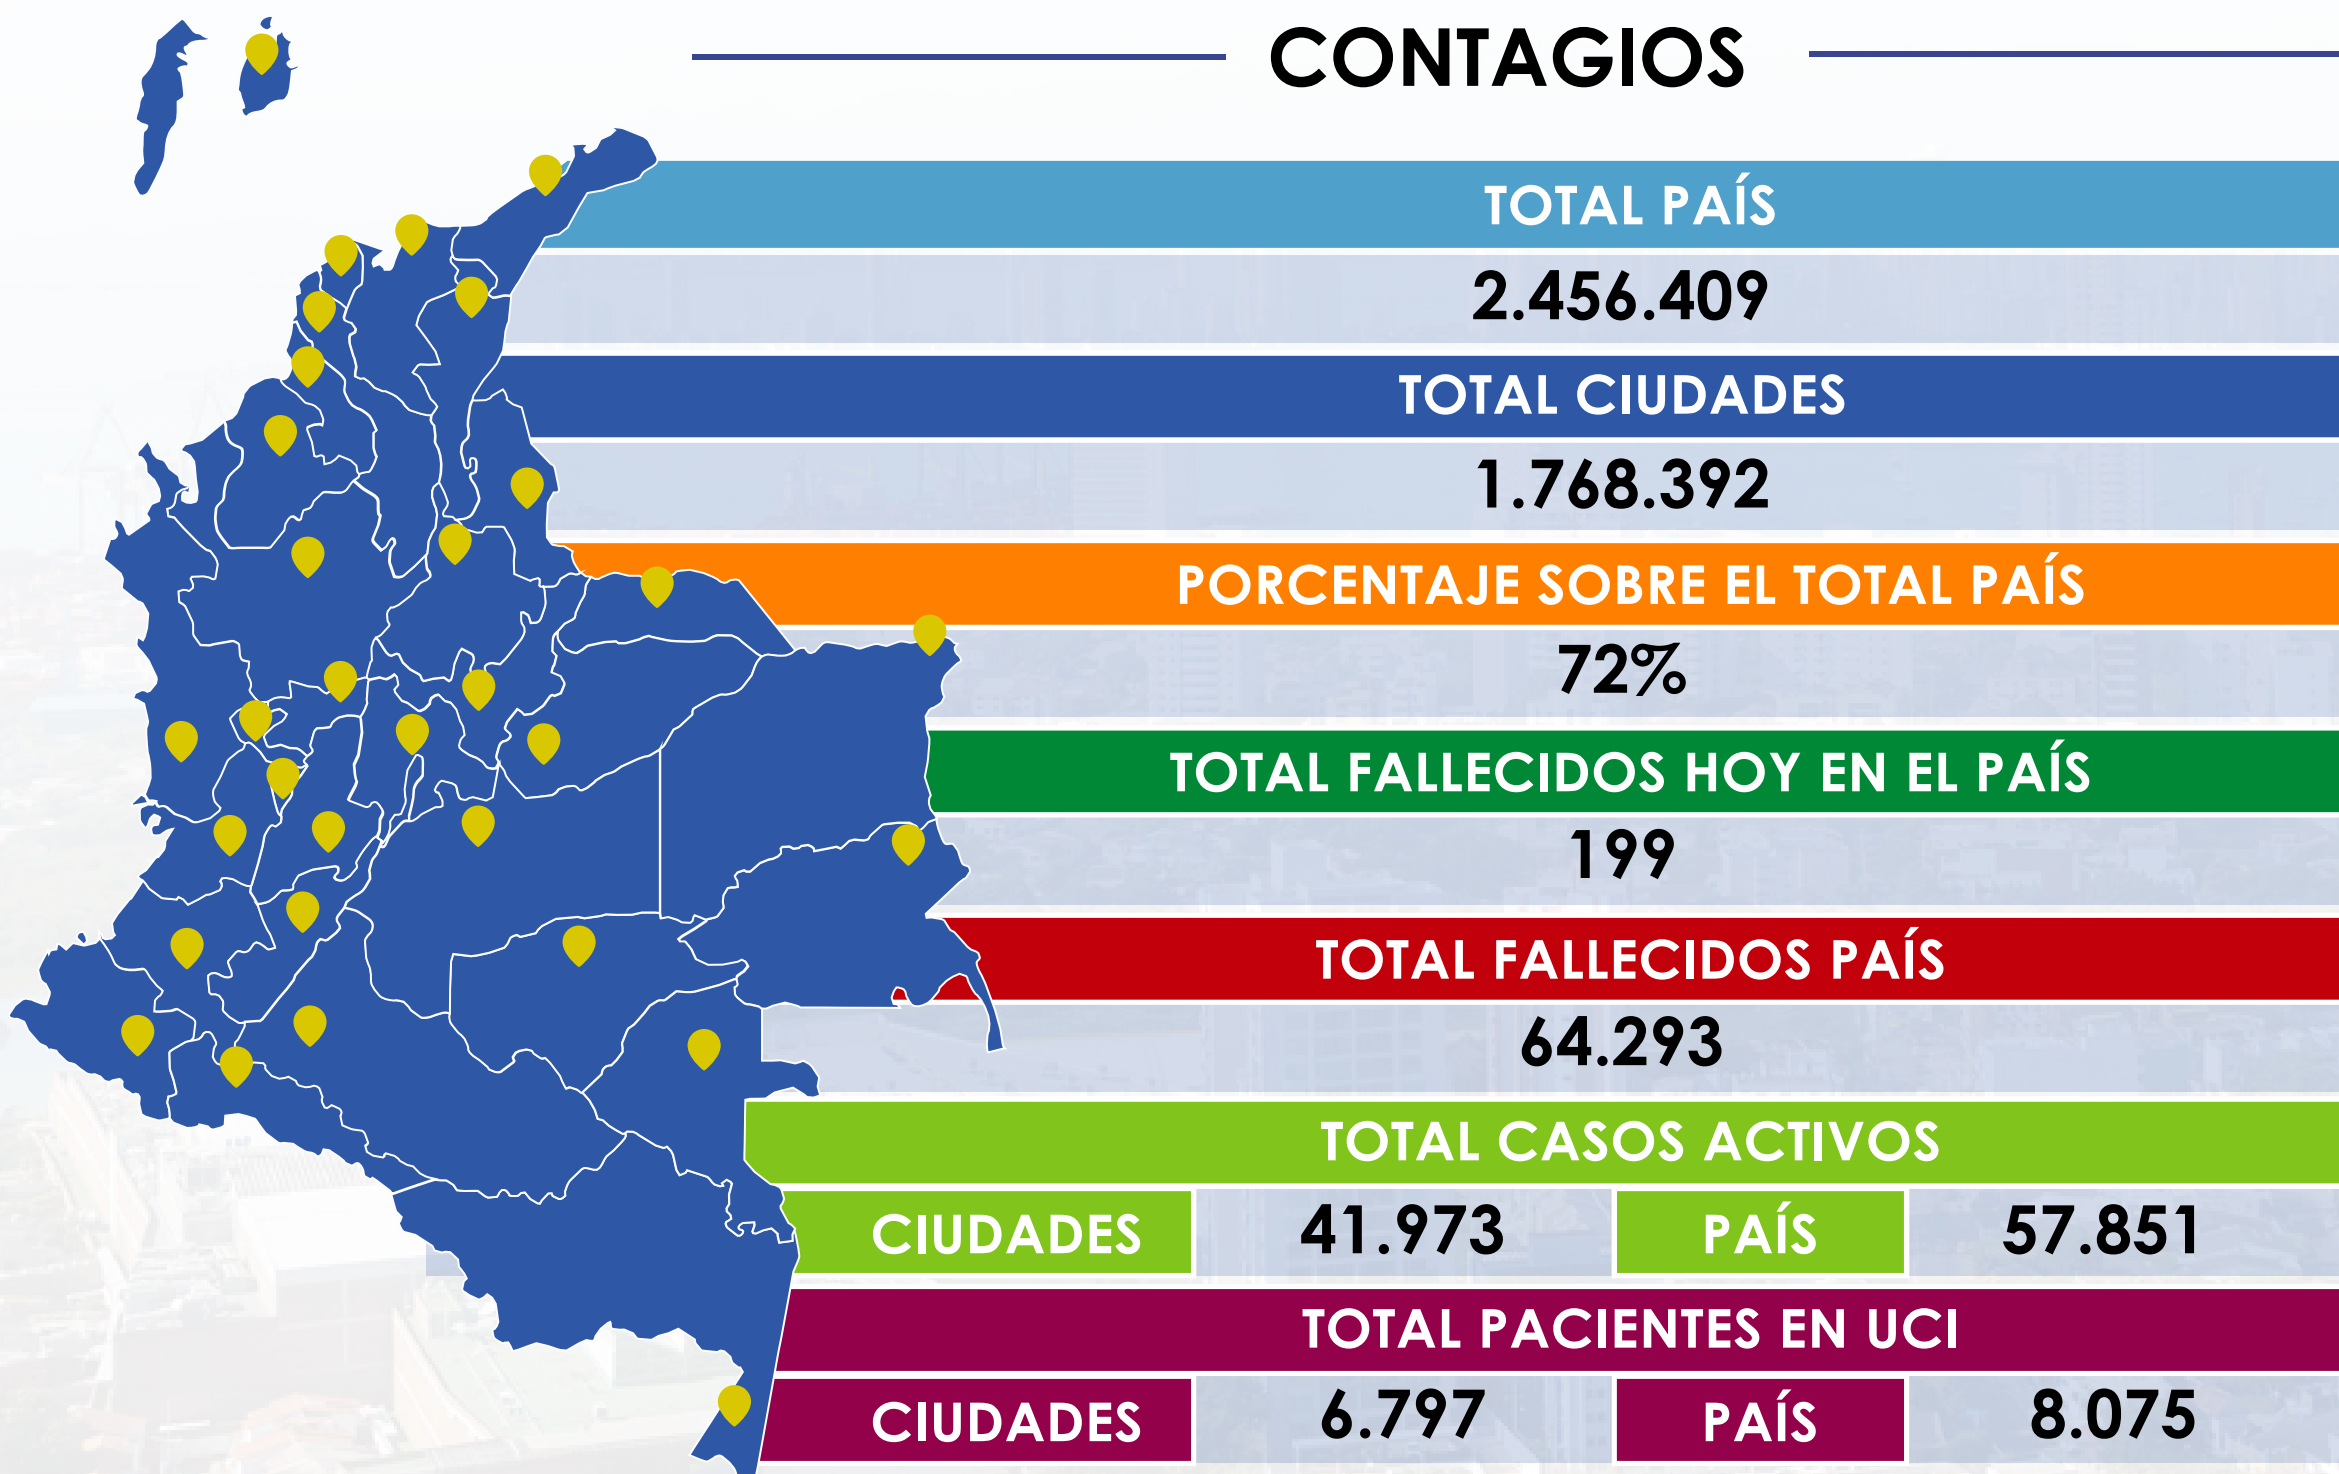 CONTAGIOS
TOTAL PAÍS
2.456.409
TOTAL CIUDADES
1.768.392
PORCENTAJE SOBRE EL TOTAL PAÍS
72%
TOTAL FALLECIDOS HOY EN EL PAÍS
199
TOTAL FALLECIDOS PAÍS
64.293
TOTAL CASOS ACTIVOS
CIUDADES 41.973 PAÍS 57.851
TOTAL PACIENTES EN UCI
CIUDADES 6.797 PAÍS 8.075